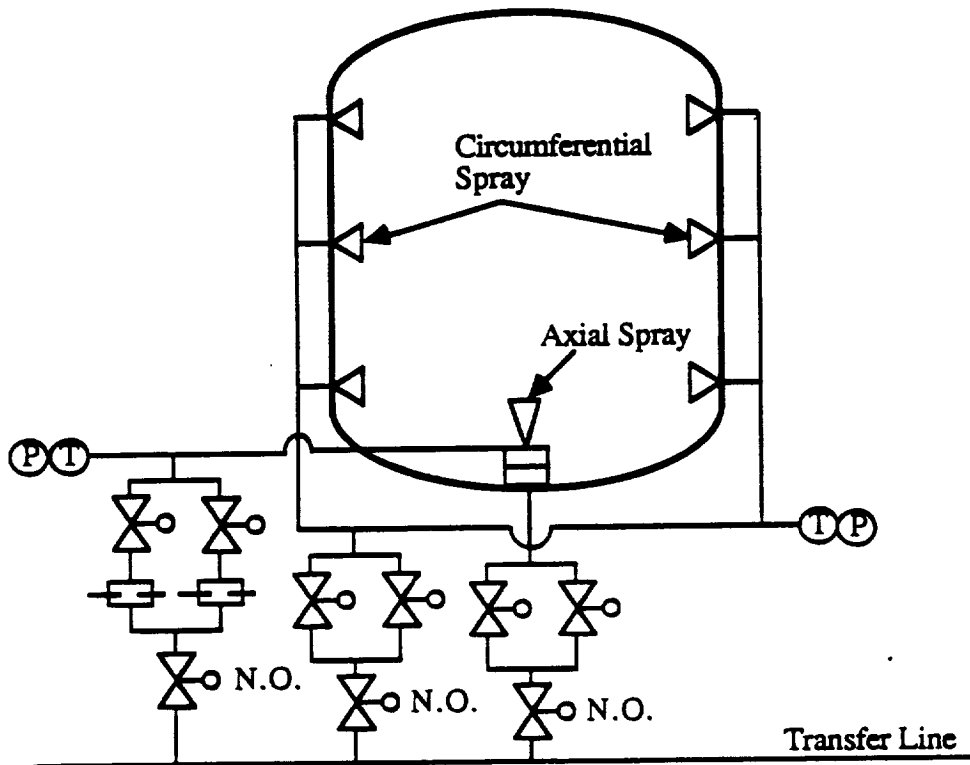 Circumferential
Spray
Axial Spray
P T
T P
N.O.
N.O.
N.O.
Transfer Line